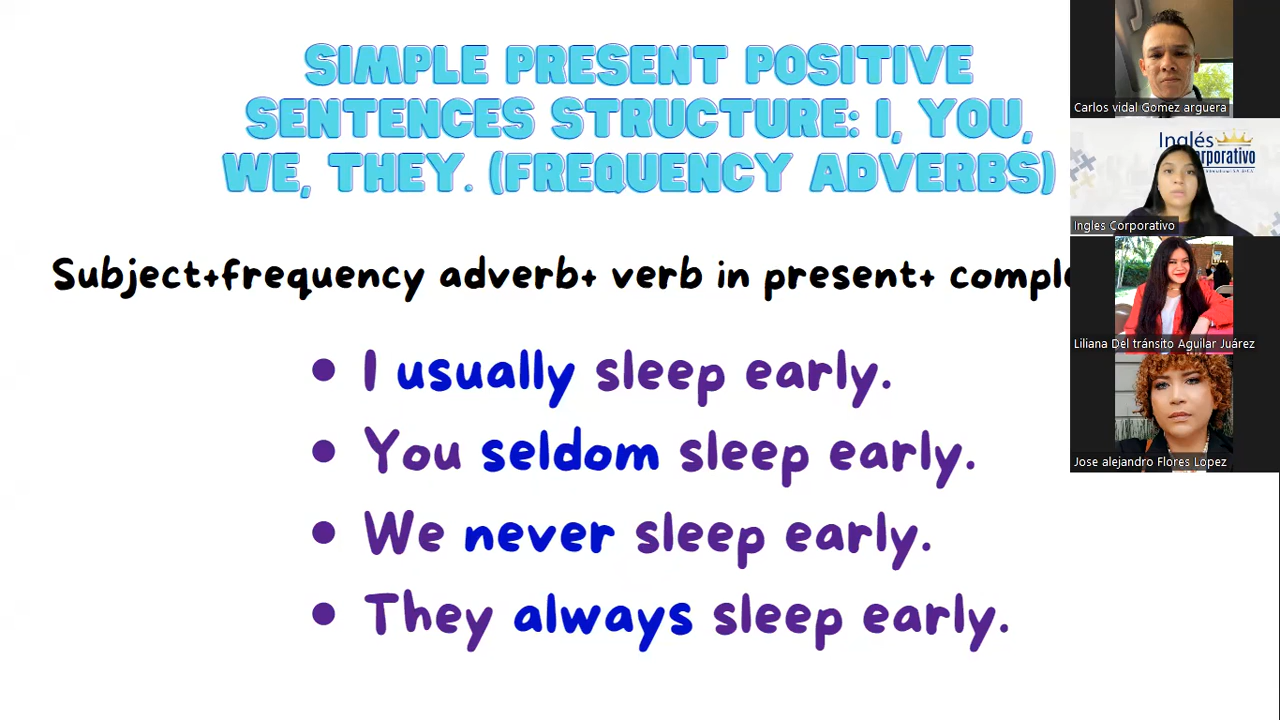 SIMPLE PRESENT POSITIVE
SENTENCES STRUCTURE: I, YOU,
WE, THEY. (FREQUENCY ADVERBS)
Subject+frequency adverb+ verb in present+
• I usually sleep early.
• You seldom sleep early.
• We never sleep early.
• They always sleep early.
Carlos vidal Gomez arguera
Inglés
Ingles Corporativo
Liliana Del tránsito Aguilar Juárez
Jose alejandro Flores Lopez